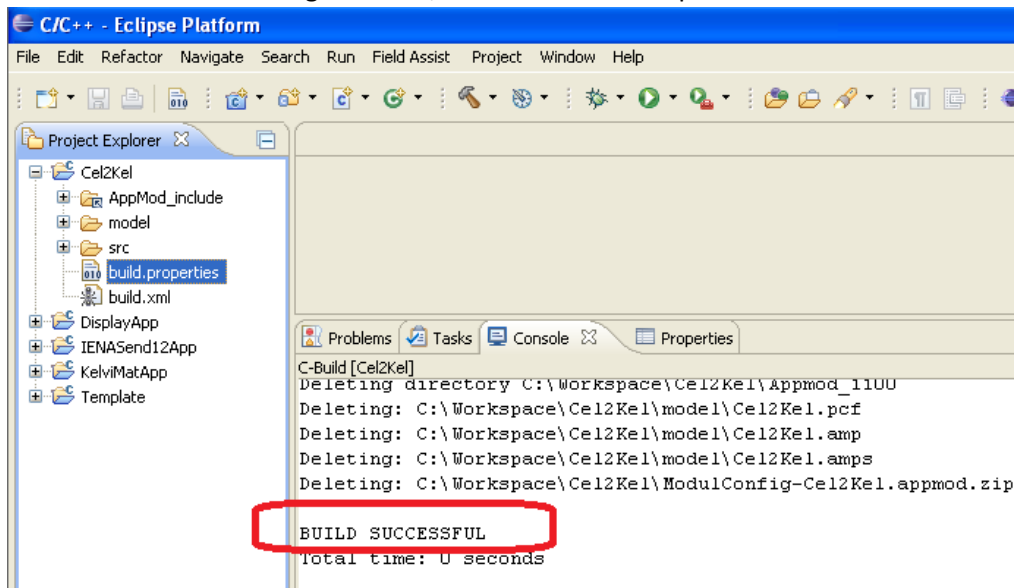 C/C++ - Eclipse Platform
File Edit Refactor Navigate Search Run Field Assist Project Window Help
Project Explorer
Cel2Kel
AppMod_include
model
src
build.properties
build.xml
DisplayApp
IENASend12App
KelviMatApp
Template
Problems Tasks Console Properties
C-Build [Cel2Kel]
Deleting directory C:\Workspace\Cel2Kel\Appmod_1100
Deleting: C:\Workspace\Cel2Kel\model\Cel2Kel.pcf
Deleting: C:\Workspace\Cel2Kel\model\Cel2Kel.amp
Deleting: C:\Workspace\Cel2Kel\model\Cel2Kel.amps
Deleting: C:\Workspace\Cel2Kel\ModulConfig-Cel2Kel.appmod.zip
BUILD SUCCESSFUL
Total time: 0 seconds